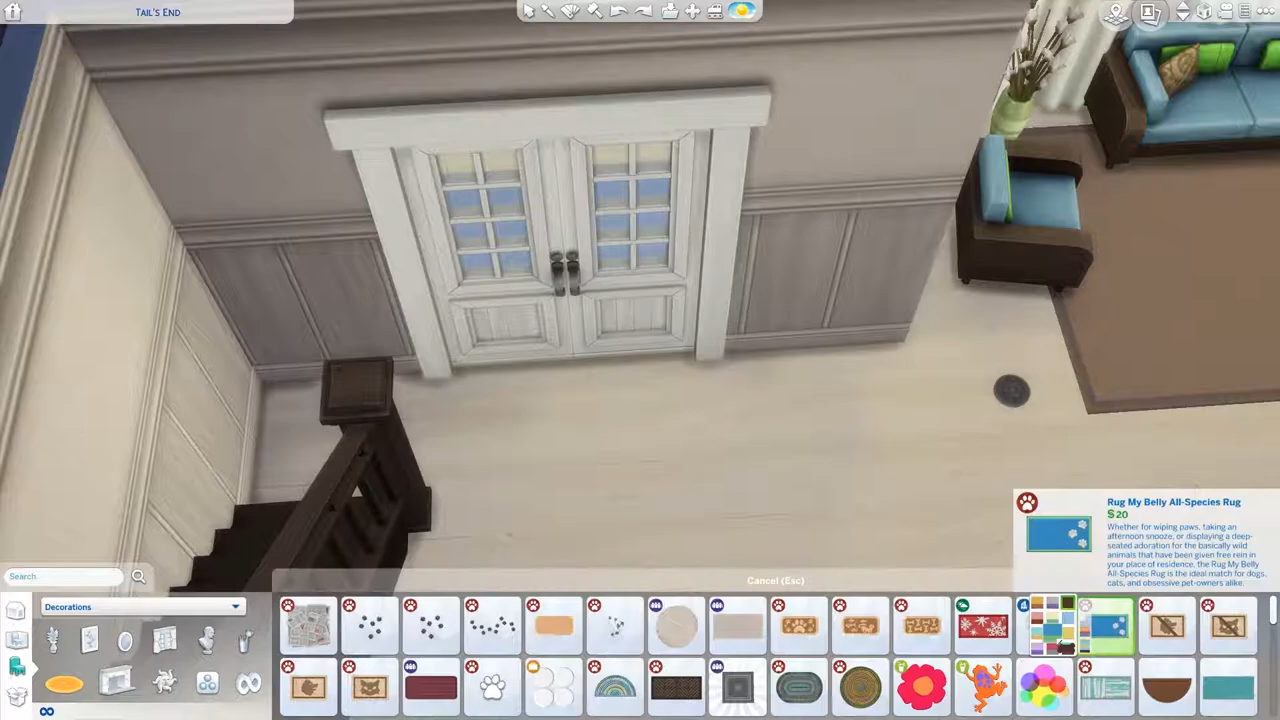 TAIL'S END
Rug My Belly All-Species Rug
§20
Whether for wiping paws, taking an
afternoon snooze, or displaying a deep-
seated adoration for the basically wild
animals that have been given free rein in
your place of residence, the Rug My Belly
All-Species Rug is the ideal match for dogs,
cats, and obsessive pet-owners alike.
Search
Cancel (Esc)
Decorations